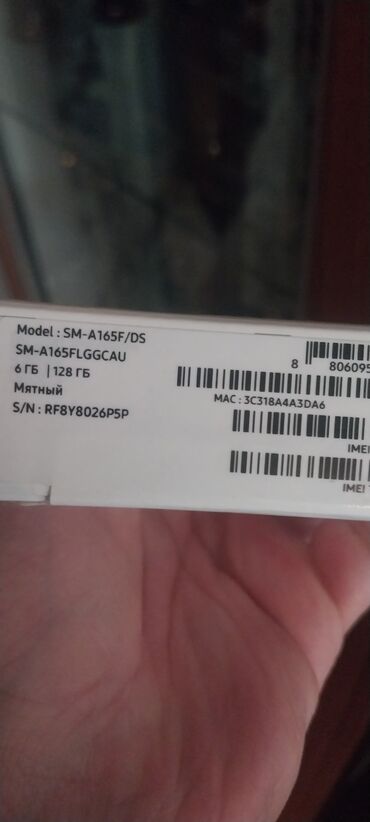 Model : SM-A165F/DS
SM-A165FLGGCAU
6 ГБ | 128 ГБ
Мятный
S/N : RF8Y8026P5P
8 806095
MAC : 3C318A4A3DA6
IMEI
IMEI